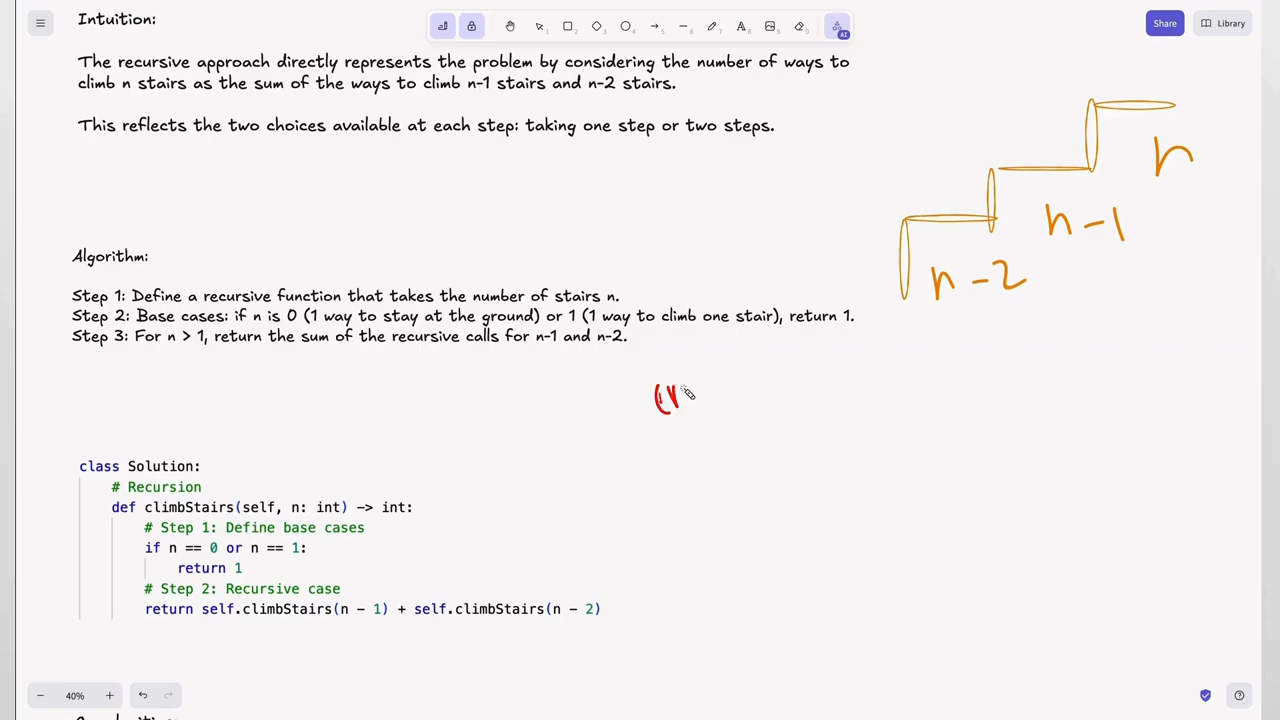 Intuition:
Share
Library
The recursive approach directly represents the problem by considering the number of ways to
climb n stairs as the sum of the ways to climb n-1 stairs and n-2 stairs.
This reflects the two choices available at each step: taking one step or two steps.
n
n-1
n-2
Algorithm:
Step 1: Define a recursive function that takes the number of stairs n.
Step 2: Base cases: if n is 0 (1 way to stay at the ground) or 1 (1 way to climb one stair), return 1.
Step 3: For n > 1, return the sum of the recursive calls for n-1 and n-2.
class Solution:
# Recursion
def climbStairs(self, n: int) -> int:
# Step 1: Define base cases
if n == 0 or n == 1:
return 1
# Step 2: Recursive case
return self.climbStairs(n - 1) + self.climbStairs(n - 2)
40%